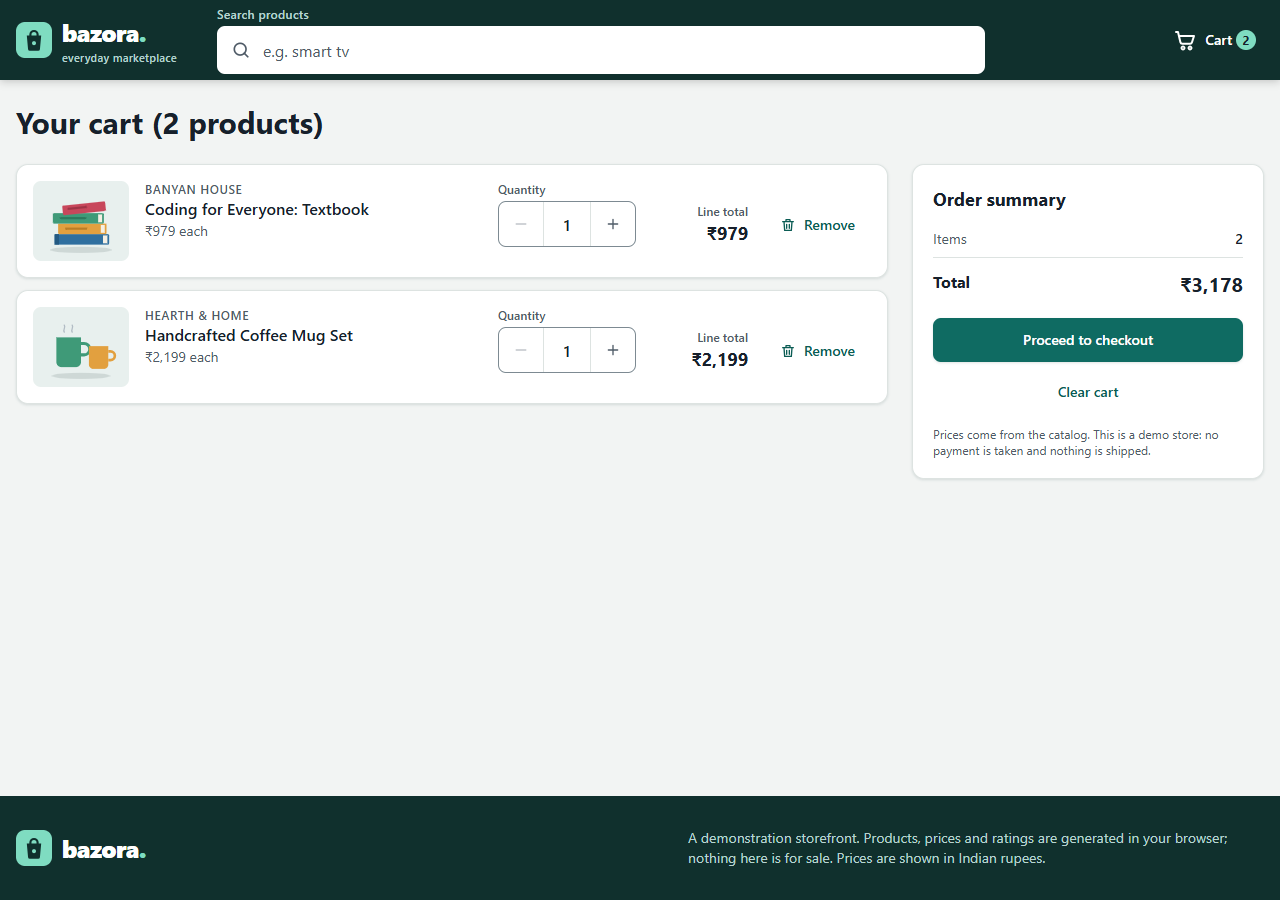 bazora.
everyday marketplace
Search products
e.g. smart tv
Cart 2
Your cart (2 products)
BANYAN HOUSE
Coding for Everyone: Textbook
₹979 each
Quantity
− 1 +
Line total
₹979
Remove
HEARTH & HOME
Handcrafted Coffee Mug Set
₹2,199 each
Quantity
− 1 +
Line total
₹2,199
Remove
Order summary
Items 2
Total ₹3,178
Proceed to checkout
Clear cart
Prices come from the catalog. This is a demo store: no
payment is taken and nothing is shipped.
bazora.
A demonstration storefront. Products, prices and ratings are generated in your browser;
nothing here is for sale. Prices are shown in Indian rupees.